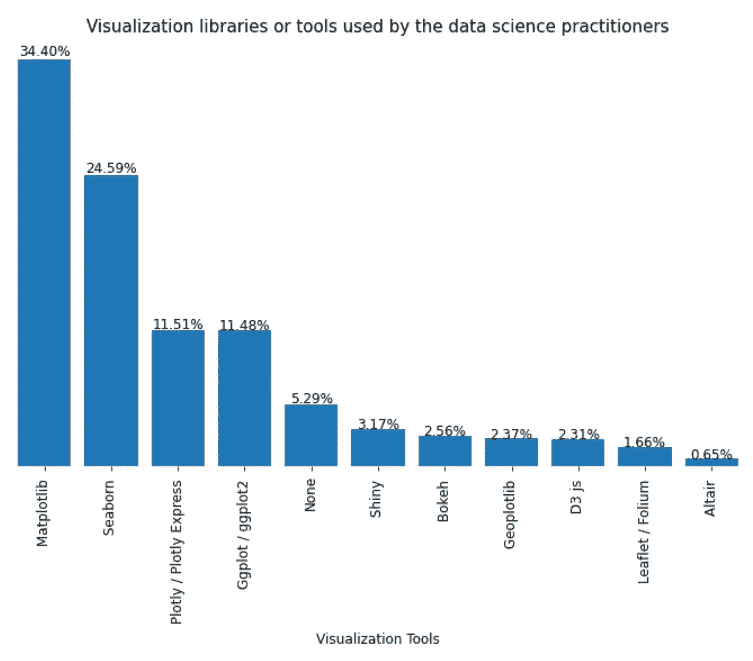 Visualization libraries or tools used by the data science practitioners
34.40%
24.59%
11.51%
11.48%
5.29%
3.17%
2.56%
2.37%
2.31%
1.66%
0.65%
Matplotlib
Seaborn
Plotly / Plotly Express
Ggplot / ggplot2
None
Shiny
Bokeh
Geoplotlib
D3 js
Leaflet / Folium
Altair
Visualization Tools